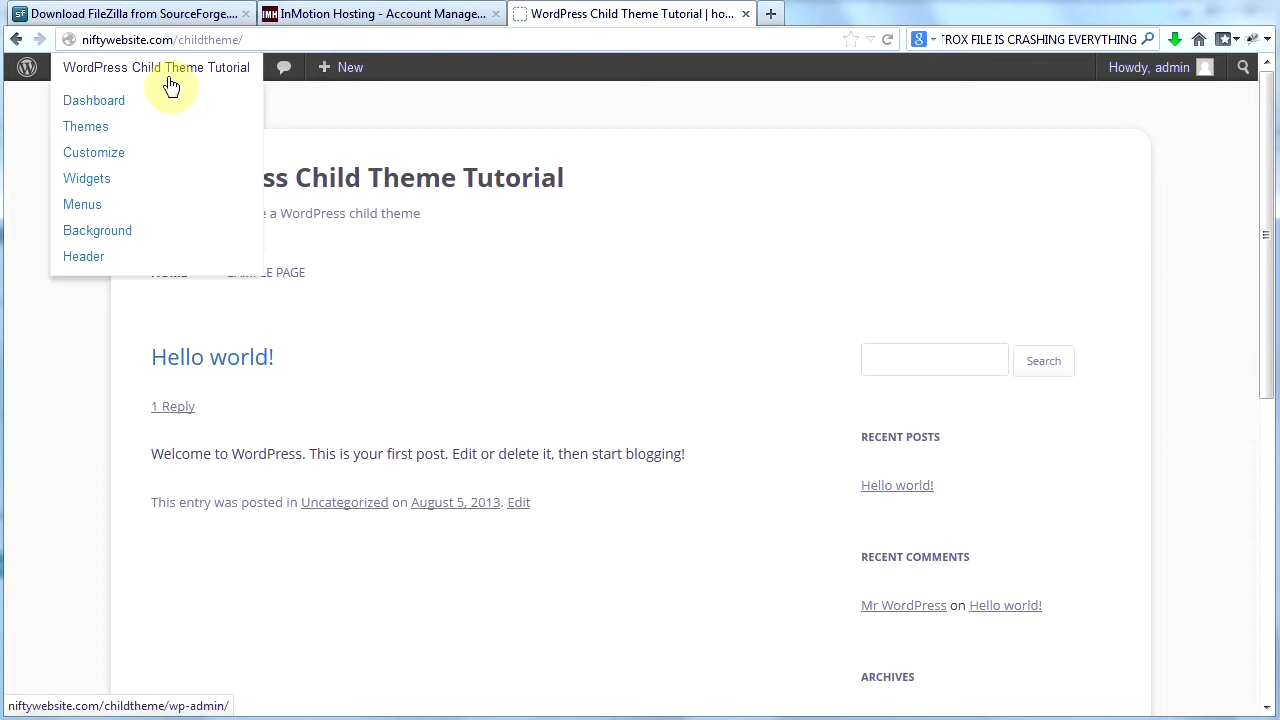 Download FileZilla from SourceForge....
InMotion Hosting - Account Manage...
WordPress Child Theme Tutorial | ho...
niftywebsite.com/childtheme/
ROX FILE IS CRASHING EVERYTHING
WordPress Child Theme Tutorial
New
Howdy, admin
Dashboard
Themes
Customize
Widgets
Menus
Background
Header
ss Child Theme Tutorial
e a WordPress child theme
HOME
SAMPLE PAGE
Hello world!
1 Reply
Welcome to WordPress. This is your first post. Edit or delete it, then start blogging!
This entry was posted in Uncategorized on August 5, 2013. Edit
Search
RECENT POSTS
Hello world!
RECENT COMMENTS
Mr WordPress on Hello world!
ARCHIVES
niftywebsite.com/childtheme/wp-admin/